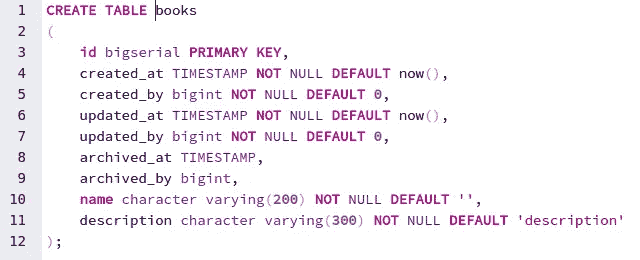 1 CREATE TABLE books
2 (
3     id bigserial PRIMARY KEY,
4     created_at TIMESTAMP NOT NULL DEFAULT now(),
5     created_by bigint NOT NULL DEFAULT 0,
6     updated_at TIMESTAMP NOT NULL DEFAULT now(),
7     updated_by bigint NOT NULL DEFAULT 0,
8     archived_at TIMESTAMP,
9     archived_by bigint,
10     name character varying(200) NOT NULL DEFAULT '',
11     description character varying(300) NOT NULL DEFAULT 'description'
12 );